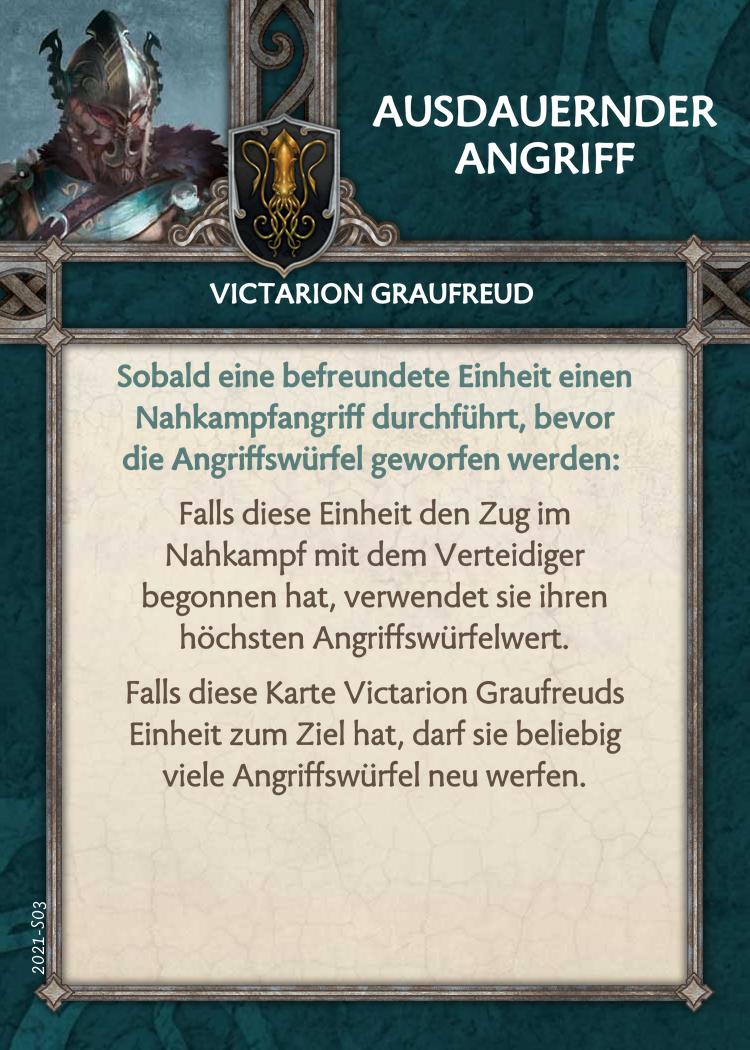 AUSDAUERNDER
ANGRIFF
VICTARION GRAUFREUD
Sobald eine befreundete Einheit einen
Nahkampfangriff durchführt, bevor
die Angriffswürfel geworfen werden:
Falls diese Einheit den Zug im
Nahkampf mit dem Verteidiger
begonnen hat, verwendet sie ihren
höchsten Angriffswürfelwert.
Falls diese Karte Victarion Graufreuds
Einheit zum Ziel hat, darf sie beliebig
viele Angriffswürfel neu werfen.
2021-S03